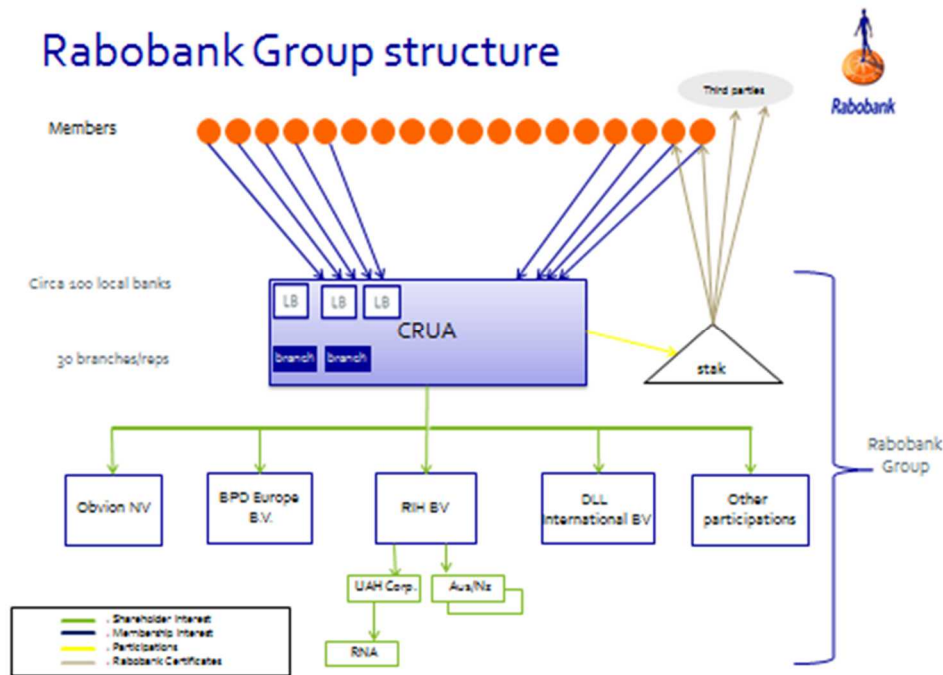 Rabobank Group structure
Third parties
Rabobank
Members
Circa 100 local banks
LB
LB
LB
CRUA
30 branches/reps
branch
branch
stak
Rabobank
Group
Obvion NV
BPD Europe
B.V.
RIH BV
DLL
International BV
Other
participations
UAH Corp.
Aus/Nz
RNA
. Shareholder Interest
. Membership Interest
. Participations
. Rabobank Certificates